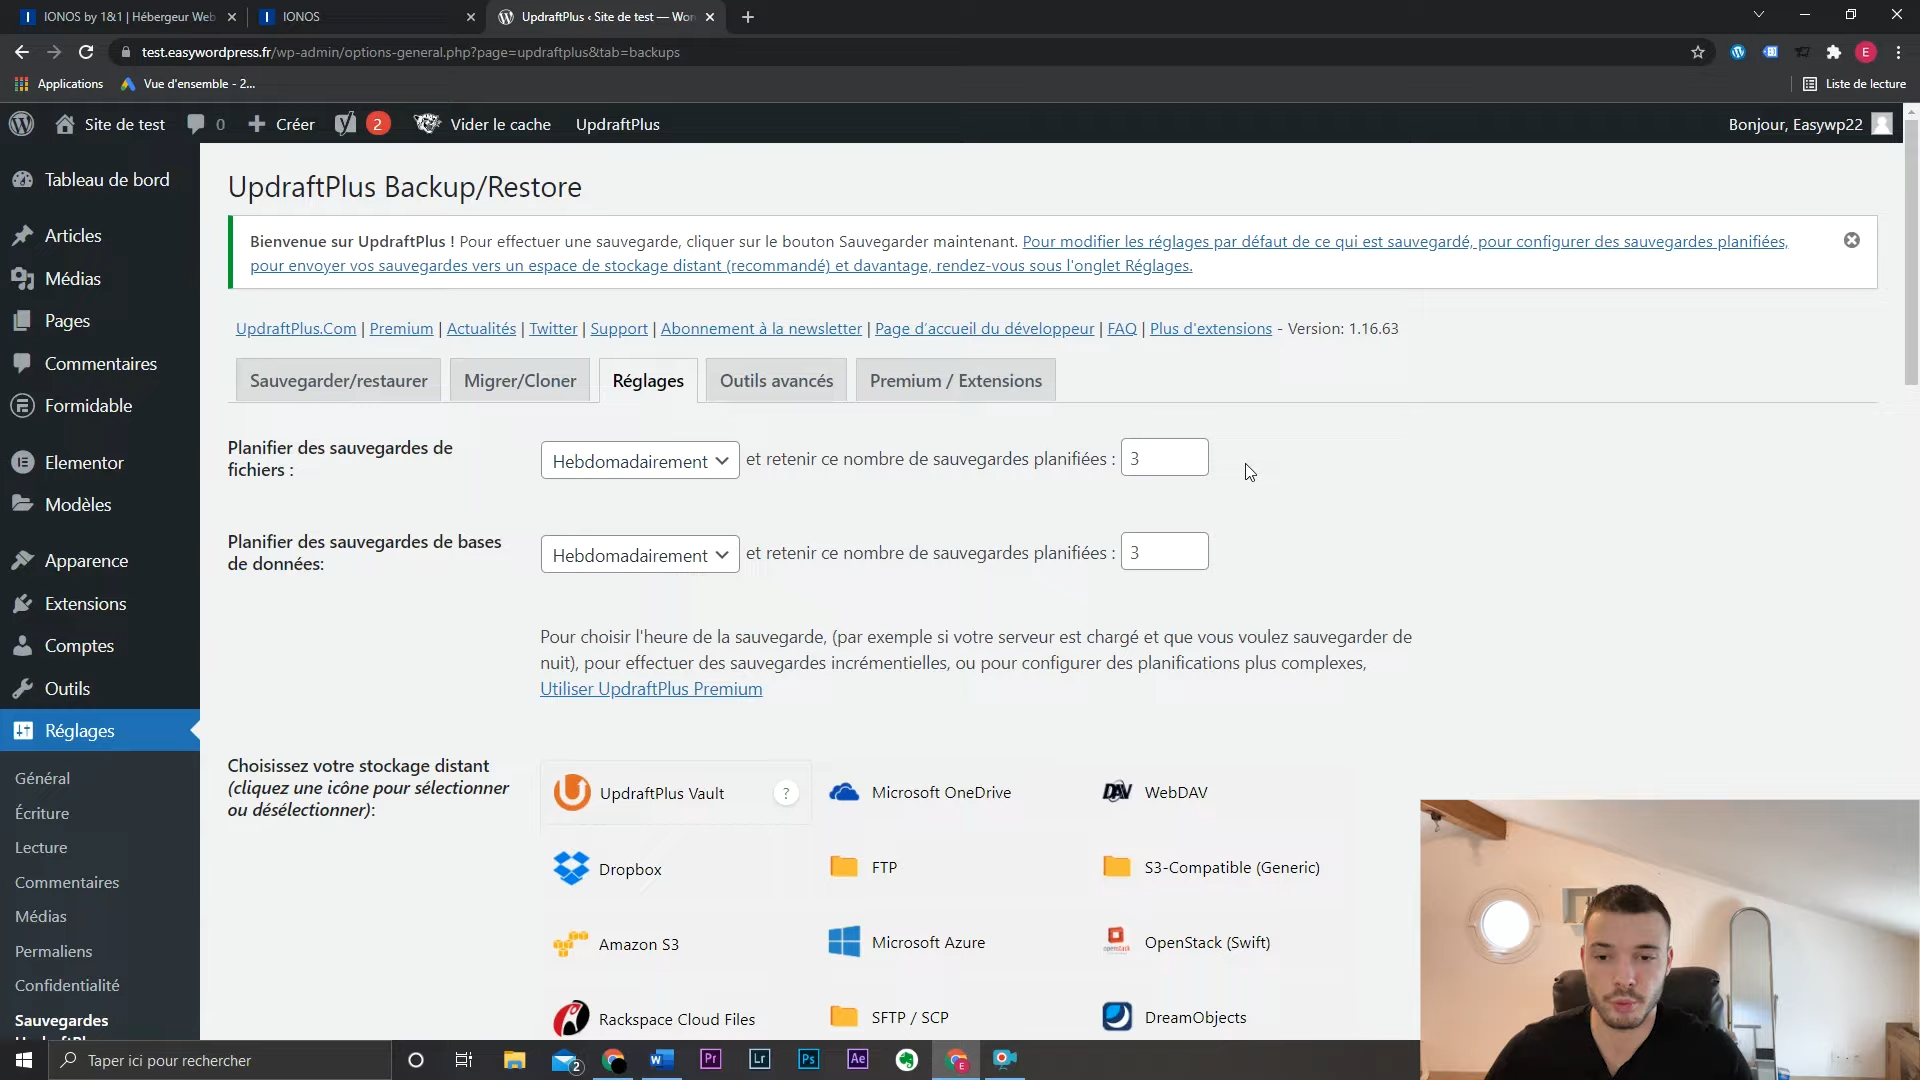 IONOS by 1&1 | Hébergeur Web
IONOS
UpdraftPlus ‹ Site de test — Wor
test.easywordpress.fr/wp-admin/options-general.php?page=updraftplus&tab=backups
E
Applications
Vue d'ensemble - 2...
Liste de lecture
Site de test
0
Créer
2
Vider le cache
UpdraftPlus
Bonjour, Easywp22
Tableau de bord
Articles
Médias
Pages
Commentaires
Formidable
Elementor
Modèles
Apparence
Extensions
Comptes
Outils
Réglages
Général
Écriture
Lecture
Commentaires
Médias
Permaliens
Confidentialité
Sauvegardes
UpdraftPlus Backup/Restore
Bienvenue sur UpdraftPlus ! Pour effectuer une sauvegarde, cliquer sur le bouton Sauvegarder maintenant. Pour modifier les réglages par défaut de ce qui est sauvegardé, pour configurer des sauvegardes planifiées,
pour envoyer vos sauvegardes vers un espace de stockage distant (recommandé) et davantage, rendez-vous sous l'onglet Réglages.
UpdraftPlus.Com | Premium | Actualités | Twitter | Support | Abonnement à la newsletter | Page d’accueil du développeur | FAQ | Plus d'extensions - Version: 1.16.63
Sauvegarder/restaurer
Migrer/Cloner
Réglages
Outils avancés
Premium / Extensions
Planifier des sauvegardes de
fichiers :
Hebdomadairement
et retenir ce nombre de sauvegardes planifiées :
3
Planifier des sauvegardes de bases
de données:
Hebdomadairement
et retenir ce nombre de sauvegardes planifiées :
3
Pour choisir l'heure de la sauvegarde, (par exemple si votre serveur est chargé et que vous voulez sauvegarder de
nuit), pour effectuer des sauvegardes incrémentielles, ou pour configurer des planifications plus complexes,
Utiliser UpdraftPlus Premium
Choisissez votre stockage distant
(cliquez une icône pour sélectionner
ou désélectionner):
UpdraftPlus Vault
?
Microsoft OneDrive
DAV
WebDAV
Dropbox
FTP
S3-Compatible (Generic)
Amazon S3
Microsoft Azure
openstack
OpenStack (Swift)
Rackspace Cloud Files
SFTP / SCP
DreamObjects
Taper ici pour rechercher
2
W
Pr
Lr
Ps
Ae
E